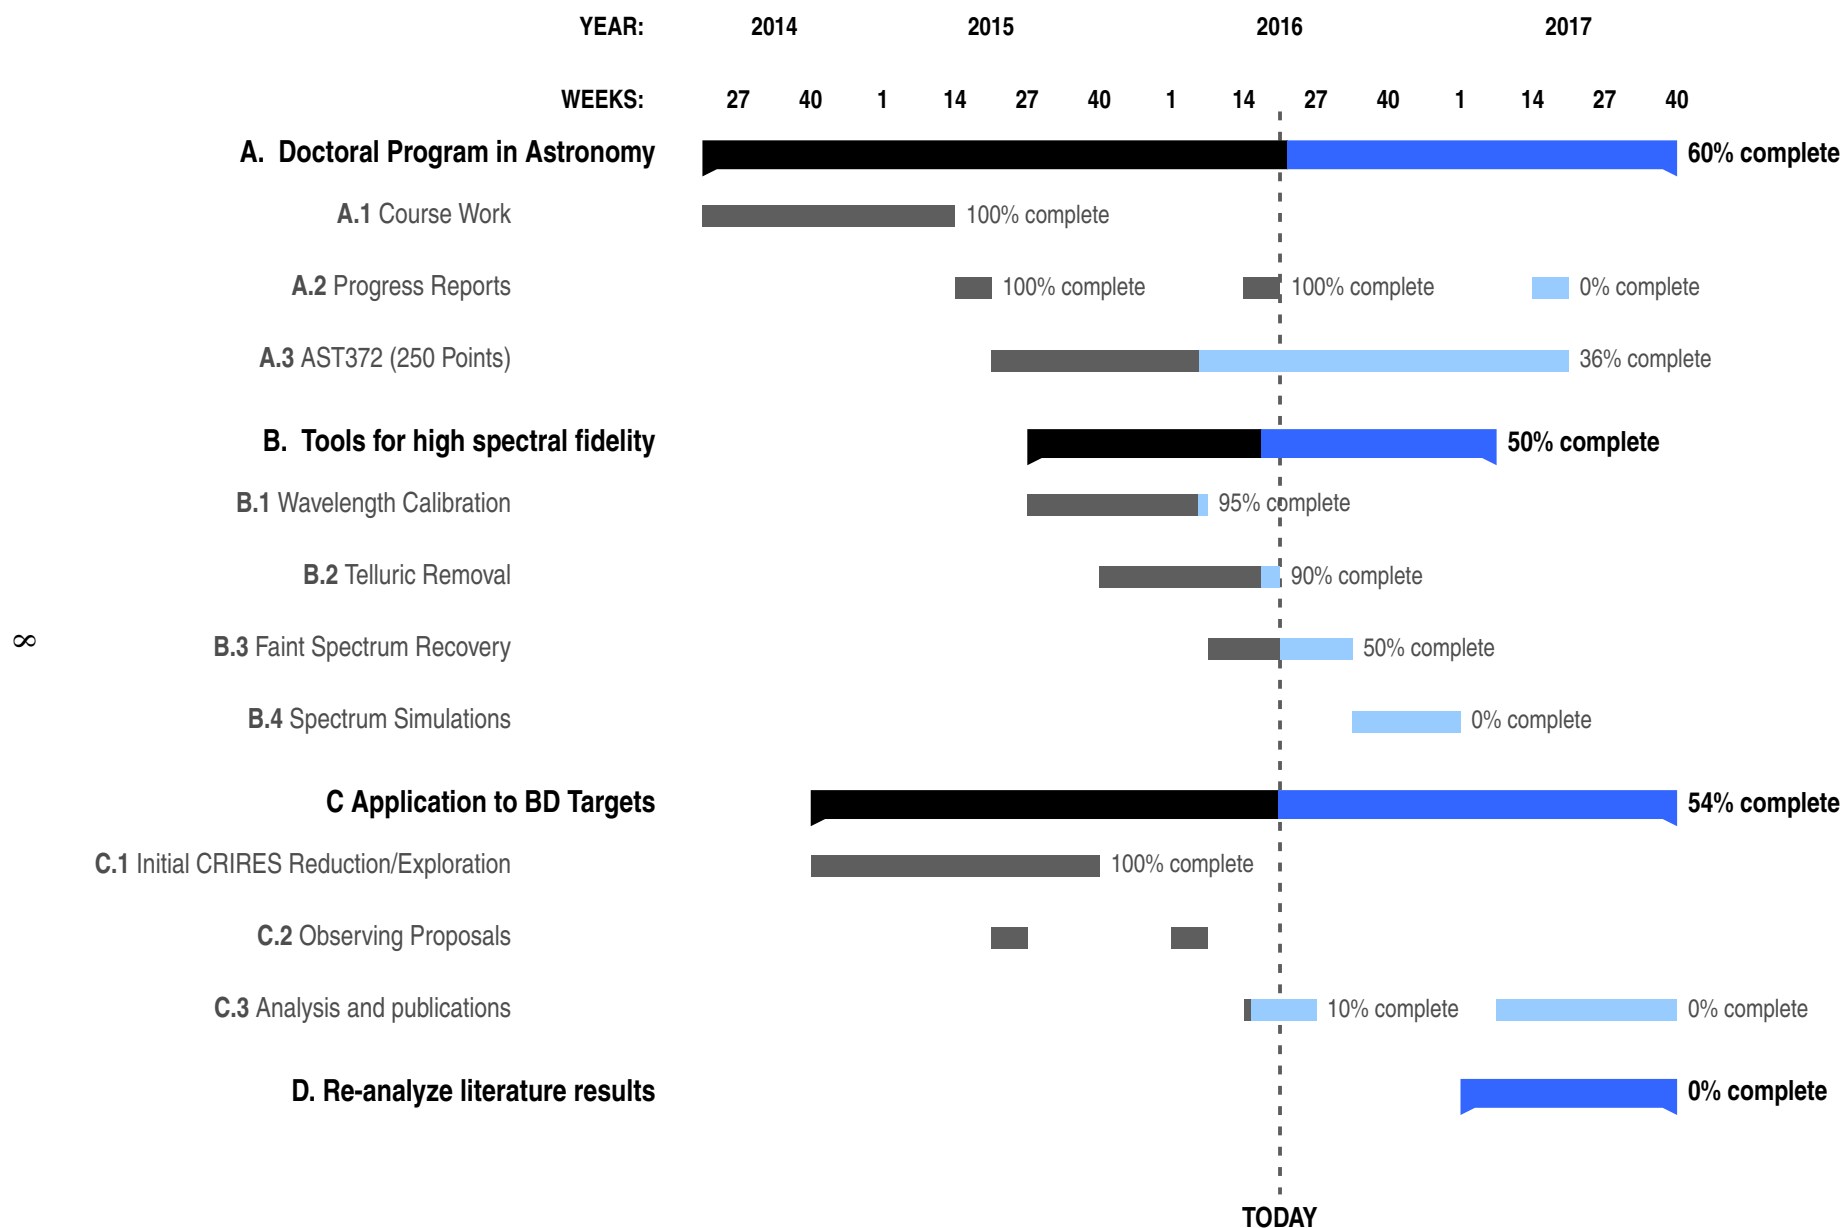 YEAR: 2014 2015 2016 2017
WEEKS: 27 40 1 14 27 40 1 14 27 40 1 14 27 40
A. Doctoral Program in Astronomy 60% complete
A.1 Course Work 100% complete
A.2 Progress Reports 100% complete 100% complete 0% complete
A.3 AST372 (250 Points) 36% complete
B. Tools for high spectral fidelity 50% complete
B.1 Wavelength Calibration 95% complete
B.2 Telluric Removal 90% complete
8 B.3 Faint Spectrum Recovery 50% complete
B.4 Spectrum Simulations 0% complete
C Application to BD Targets 54% complete
C.1 Initial CRIRES Reduction/Exploration 100% complete
C.2 Observing Proposals
C.3 Analysis and publications 10% complete 0% complete
D. Re-analyze literature results 0% complete
TODAY